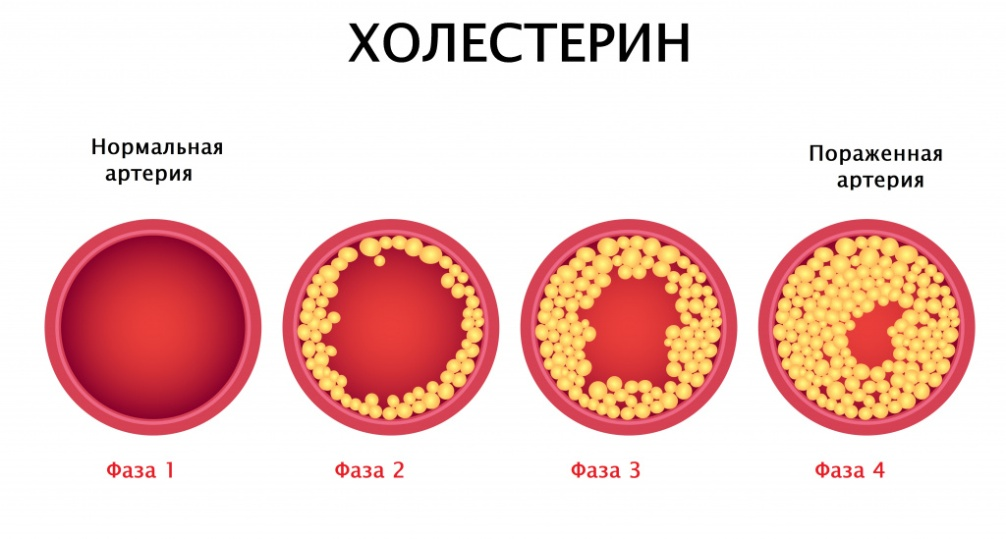 ХОЛЕСТЕРИН
Нормальная
артерия
Пораженная
артерия
Фаза 1
Фаза 2
Фаза 3
Фаза 4